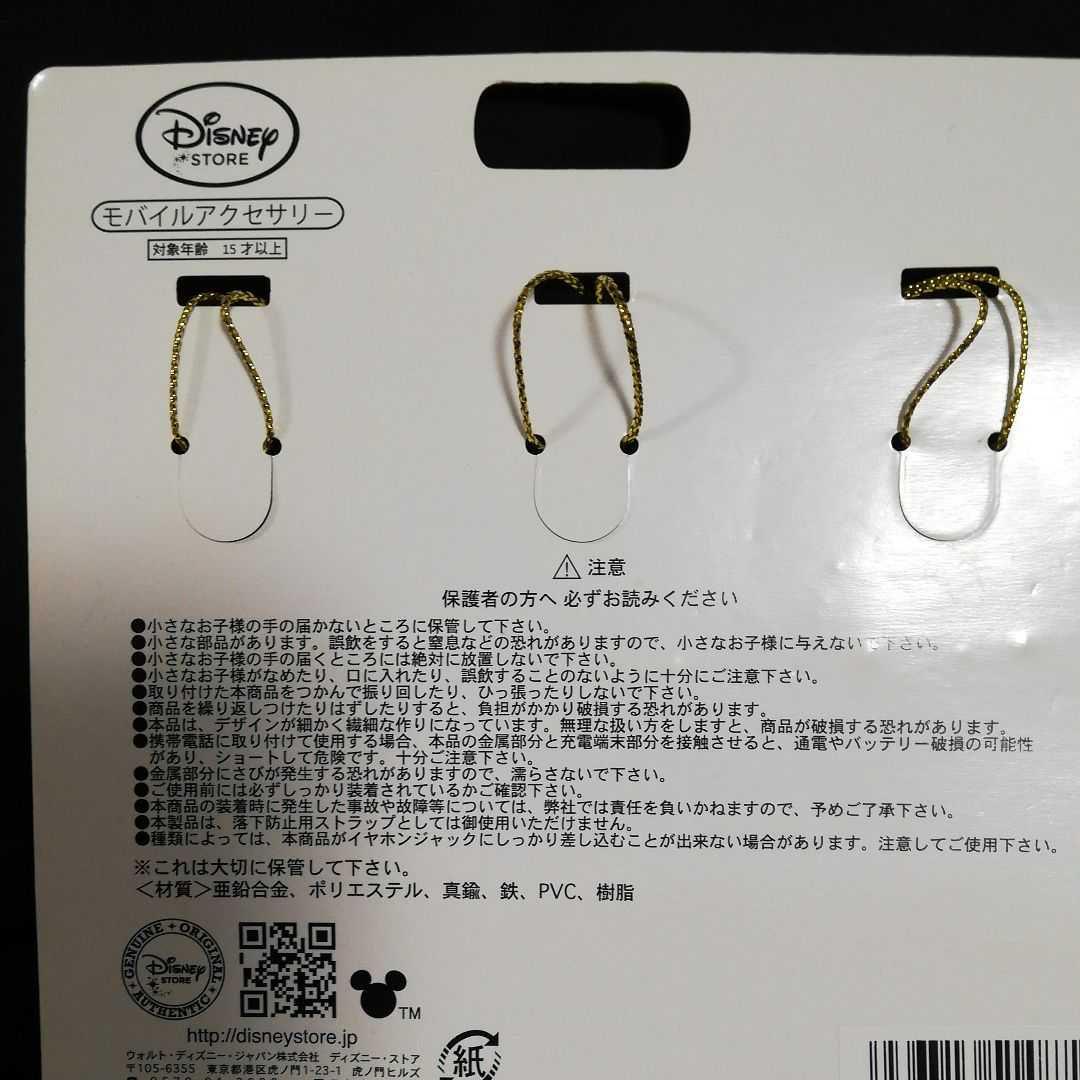 Disney
STORE
モバイルアクセサリー
対象年齢 15才以上
⚠ 注意
保護者の方へ 必ずお読みください
●小さなお子様の手の届かないところに保管して下さい。
●小さな部品があります。誤飲をすると窒息などの恐れがありますので、小さなお子様に与えないで下さい。
●小さなお子様の手の届くところには絶対に放置しないで下さい。
●小さなお子様がなめたり、口に入れたり、誤飲することのないように十分にご注意下さい。
●取り付けた本商品をつかんで振り回したり、ひっ張ったりしないで下さい。
●商品を繰り返しつけたりはずしたりすると、負担がかかり破損する恐れがあります。
●本品は、デザインが細かく繊細な作りになっています。無理な扱い方をしますと、商品が破損する恐れがあります。
●携帯電話に取り付けて使用する場合、本品の金属部分と充電端末部分を接触させると、通電やバッテリー破損の可能性
があり、ショートして危険です。十分ご注意下さい。
●金属部分にさびが発生する恐れがありますので、濡らさないで下さい。
●ご使用前には必ずしっかり装着されているかご確認下さい。
●本商品の装着時に発生した事故や故障等については、弊社では責任を負いかねますので、予めご了承下さい。
●本製品は、落下防止用ストラップとしては御使用いただけません。
●種類によっては、本商品がイヤホンジャックにしっかり差し込むことが出来ない場合があります。注意してご使用下さい。
※これは大切に保管して下さい。
＜材質＞亜鉛合金、ポリエステル、真鍮、鉄、PVC、樹脂
GENUINE ORIGINAL
Disney
STORE
AUTHENTIC
TM
http://disneystore.jp
ウォルト・ディズニー・ジャパン株式会社 ディズニー・ストア
〒105-6355 東京都港区虎ノ門1-23-1 虎ノ門ヒルズ
紙